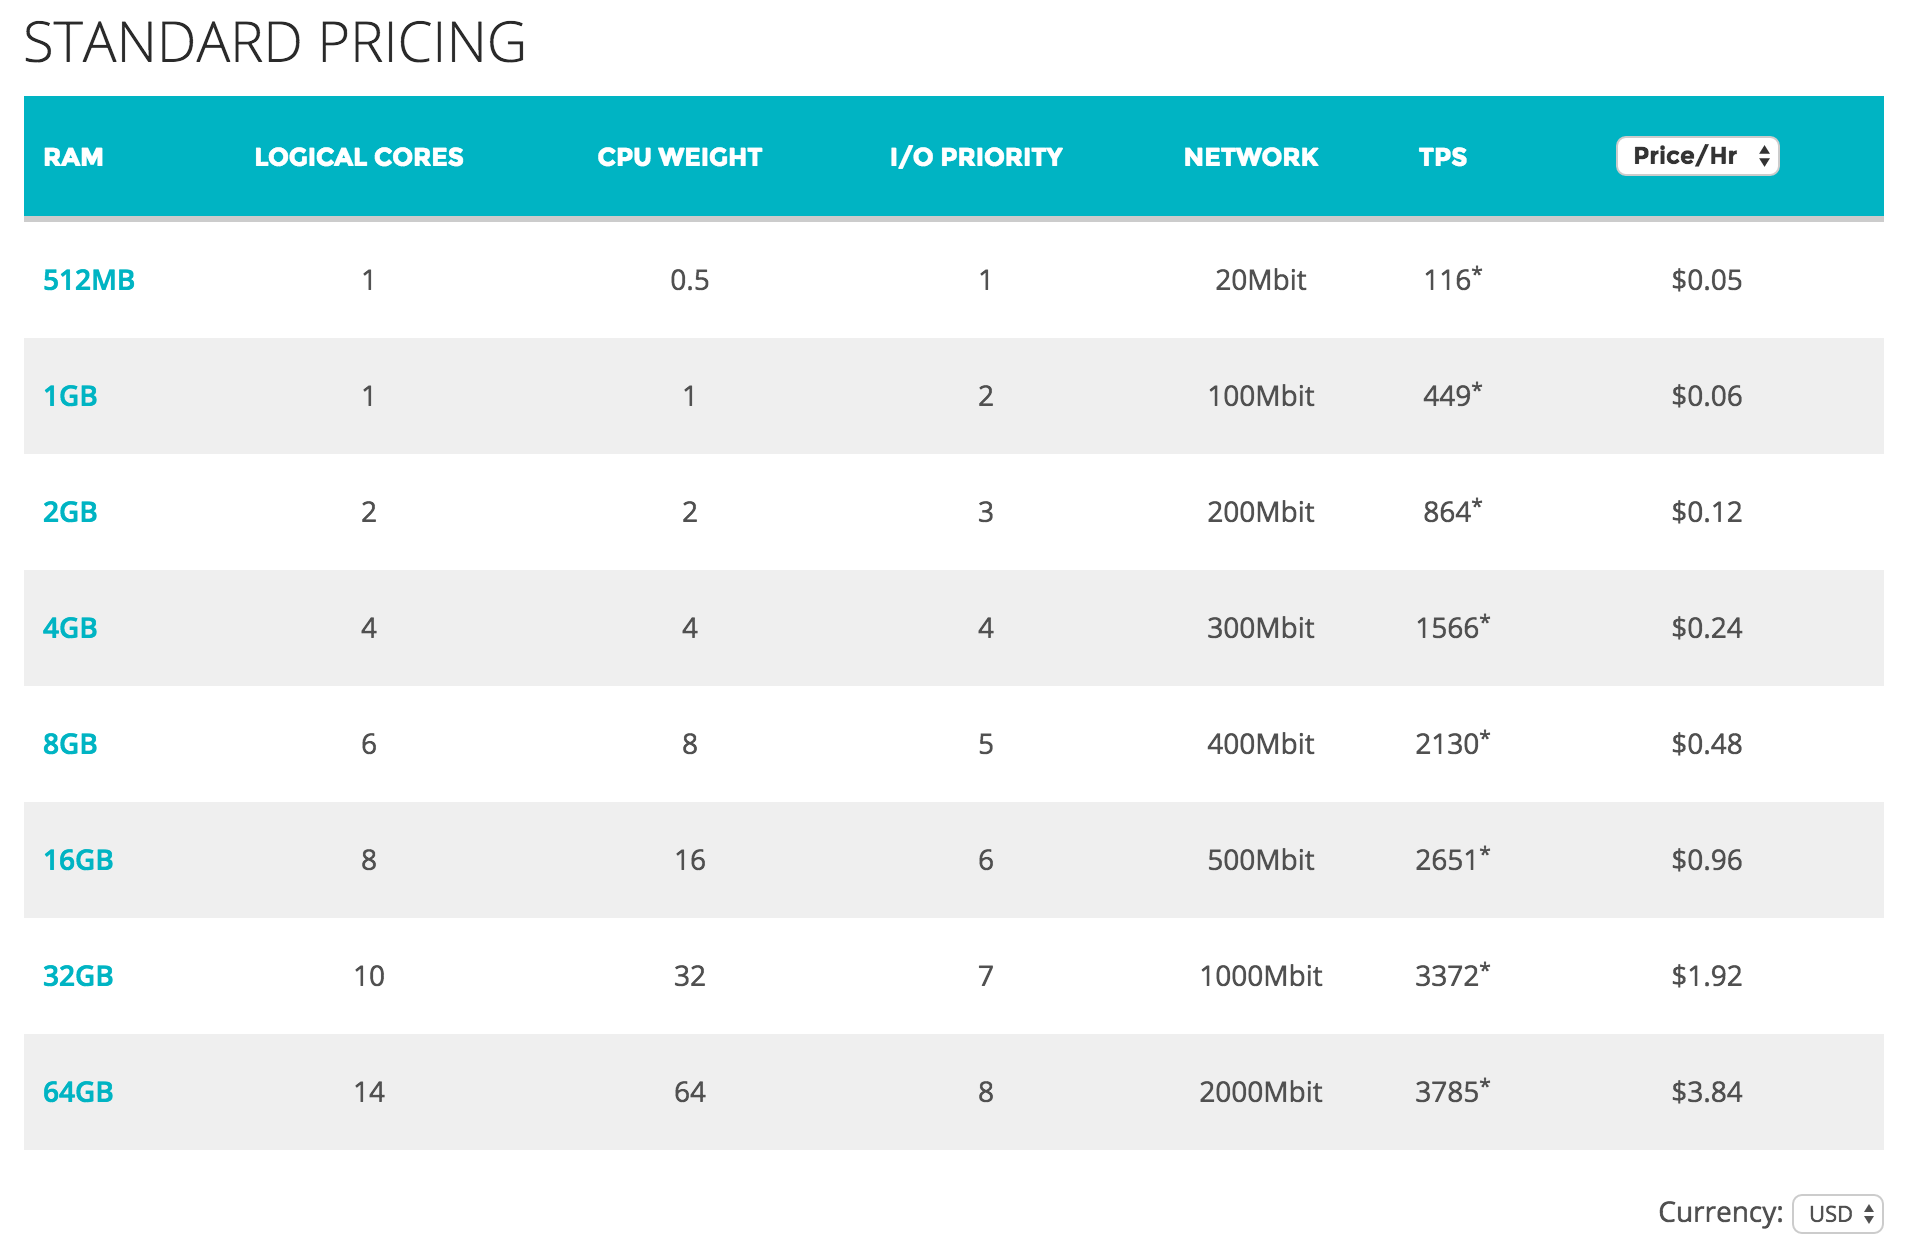 STANDARD PRICING
RAM LOGICAL CORES CPU WEIGHT I/O PRIORITY NETWORK TPS Price/Hr
512MB 1 0.5 1 20Mbit 116* $0.05
1GB 1 1 2 100Mbit 449* $0.06
2GB 2 2 3 200Mbit 864* $0.12
4GB 4 4 4 300Mbit 1566* $0.24
8GB 6 8 5 400Mbit 2130* $0.48
16GB 8 16 6 500Mbit 2651* $0.96
32GB 10 32 7 1000Mbit 3372* $1.92
64GB 14 64 8 2000Mbit 3785* $3.84
Currency: USD